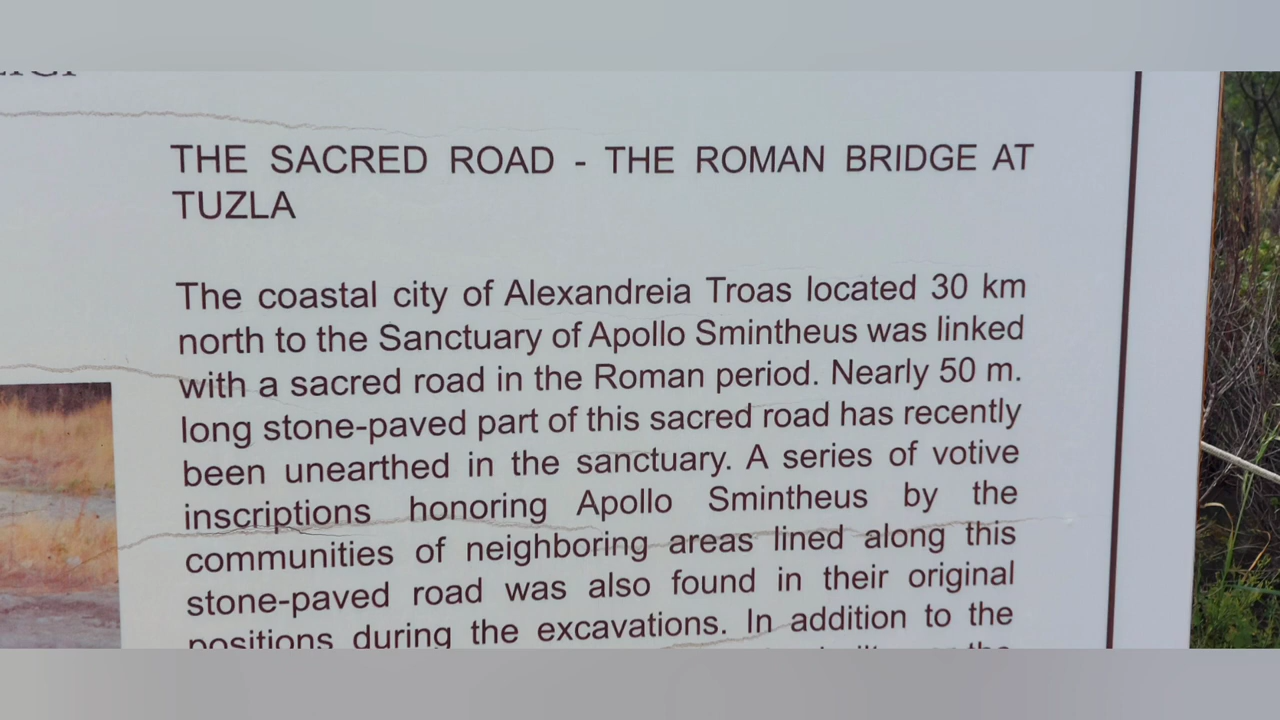 THE SACRED ROAD - THE ROMAN BRIDGE AT
TUZLA
The coastal city of Alexandreia Troas located 30 km
north to the Sanctuary of Apollo Smintheus was linked
with a sacred road in the Roman period. Nearly 50 m.
long stone-paved part of this sacred road has recently
been unearthed in the sanctuary. A series of votive
inscriptions honoring Apollo Smintheus by the
communities of neighboring areas lined along this
stone-paved road was also found in their original
positions during the excavations. In addition to the
the